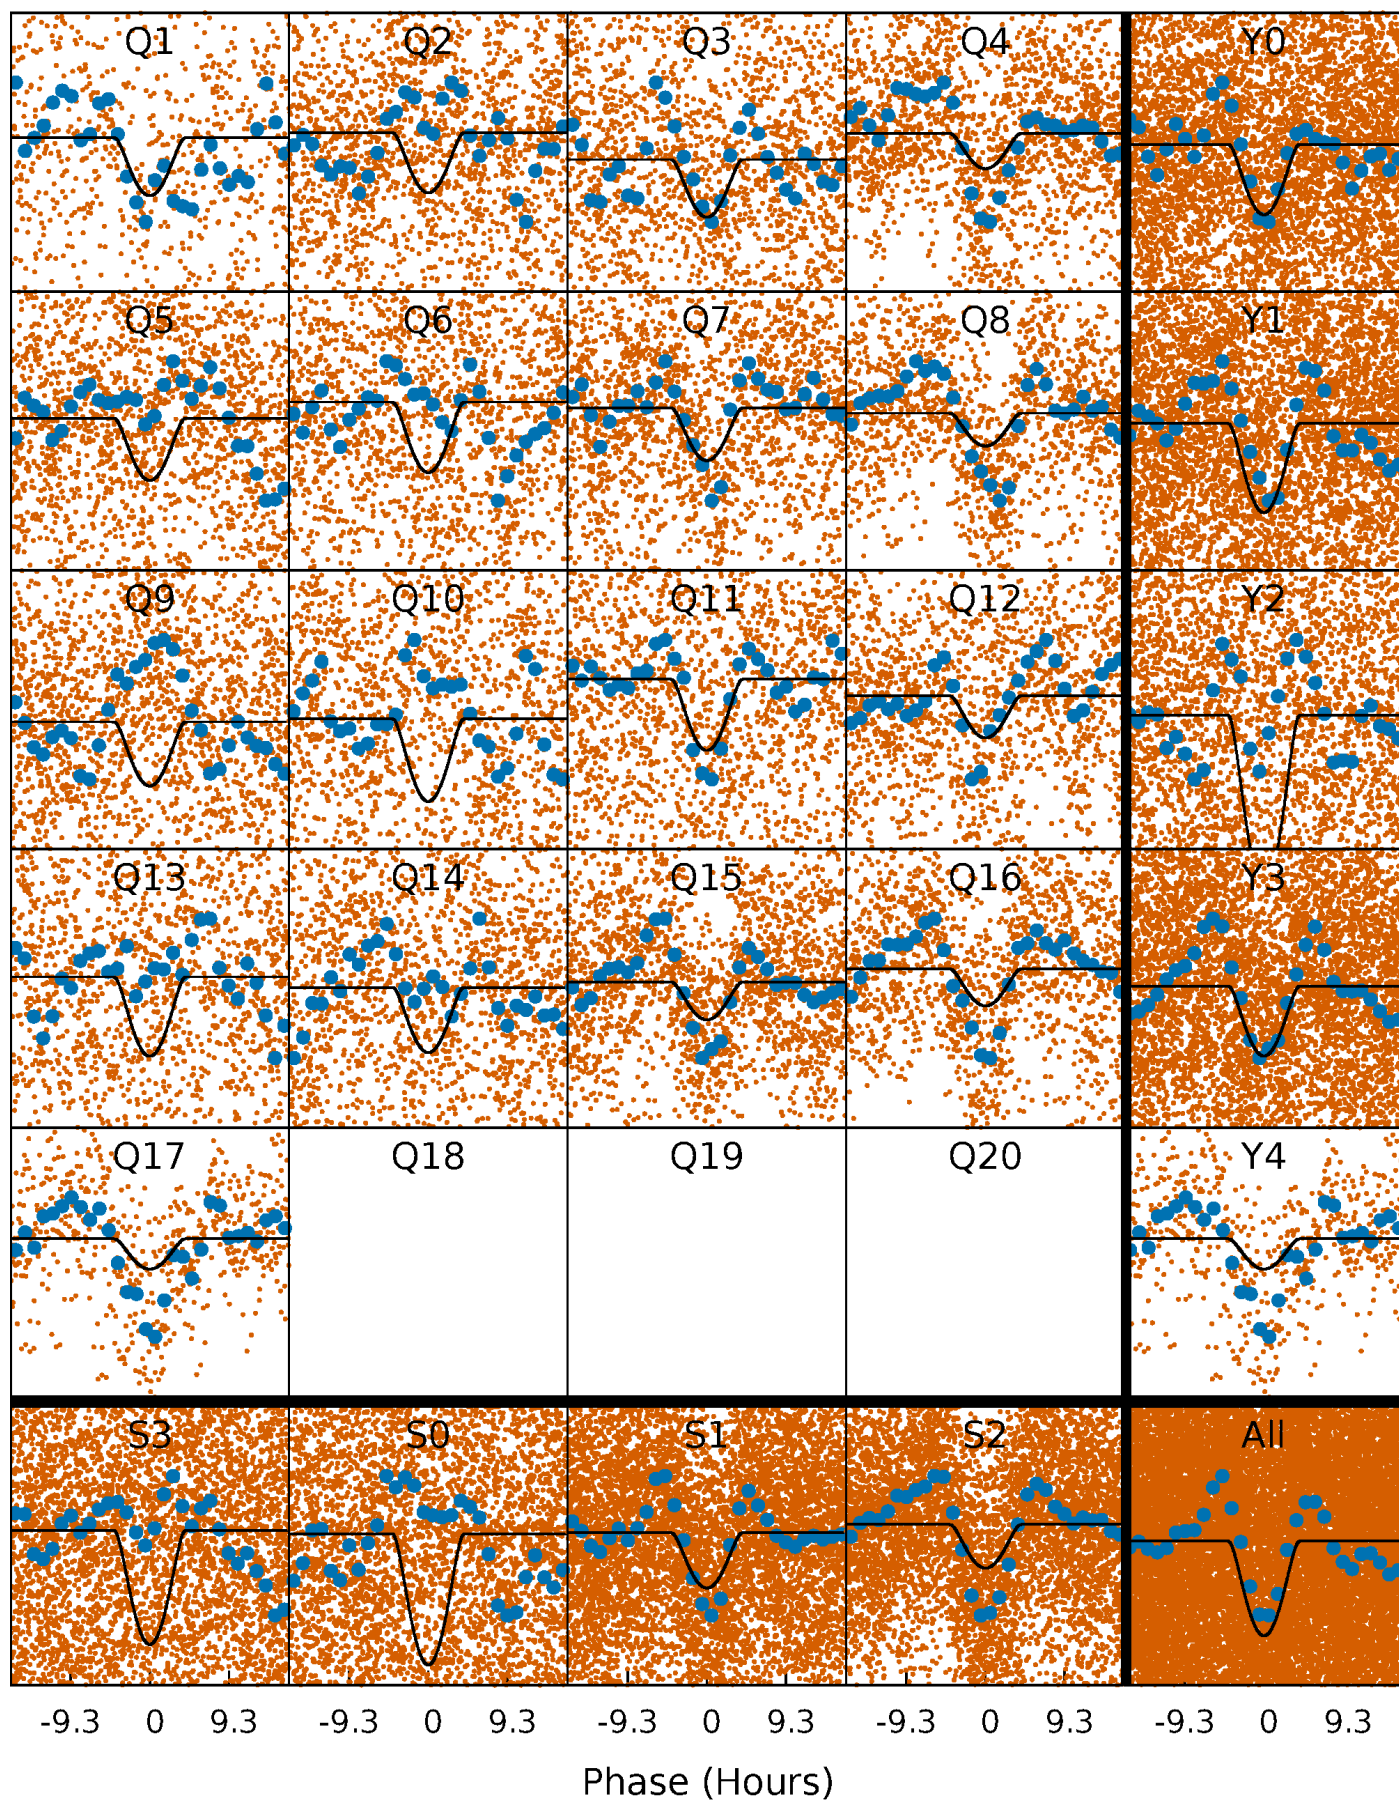 Q1 Q2 Q3 Q4 Y0
Q5 Q6 Q7 Q8 Y1
Q9 Q10 Q11 Q12 Y2
Q13 Q14 Q15 Q16 Y3
Q17 Q18 Q19 Q20 Y4
S3 S0 S1 S2 All
-9.3 0 9.3 -9.3 0 9.3 -9.3 0 9.3 -9.3 0 9.3 -9.3 0 9.3
Phase (Hours)